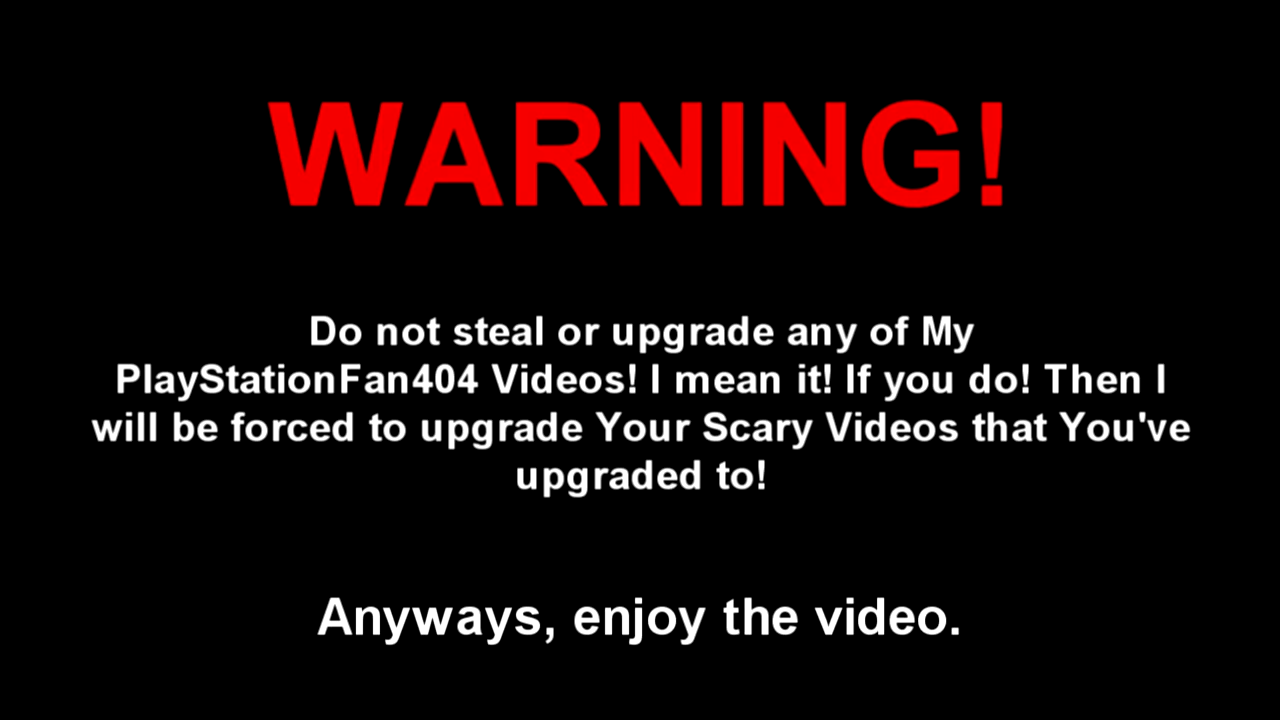 WARNING!
Do not steal or upgrade any of My
PlayStationFan404 Videos! I mean it! If you do! Then I
will be forced to upgrade Your Scary Videos that You've
upgraded to!
Anyways, enjoy the video.